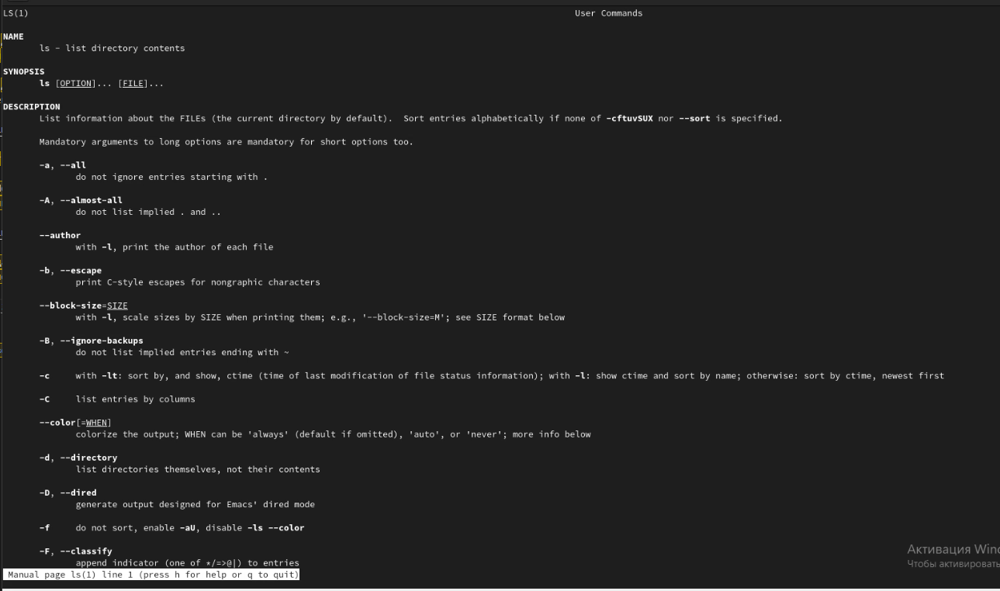 LS(1) User Commands
NAME
ls - list directory contents
SYNOPSIS
ls [OPTION]... [FILE]...
DESCRIPTION
List information about the FILEs (the current directory by default).  Sort entries alphabetically if none of -cftuvSUX nor --sort is specified.
Mandatory arguments to long options are mandatory for short options too.
-a, --all
do not ignore entries starting with .
-A, --almost-all
do not list implied . and ..
--author
with -l, print the author of each file
-b, --escape
print C-style escapes for nongraphic characters
--block-size=SIZE
with -l, scale sizes by SIZE when printing them; e.g., '--block-size=M'; see SIZE format below
-B, --ignore-backups
do not list implied entries ending with ~
-c with -lt: sort by, and show, ctime (time of last modification of file status information); with -l: show ctime and sort by name; otherwise: sort by ctime, newest first
-C list entries by columns
--color[=WHEN]
colorize the output; WHEN can be 'always' (default if omitted), 'auto', or 'never'; more info below
-d, --directory
list directories themselves, not their contents
-D, --dired
generate output designed for Emacs' dired mode
-f do not sort, enable -aU, disable -ls --color
-F, --classify
append indicator (one of */=>@|) to entries
Manual page ls(1) line 1 (press h for help or q to quit)
Активация Wind
Чтобы активировать